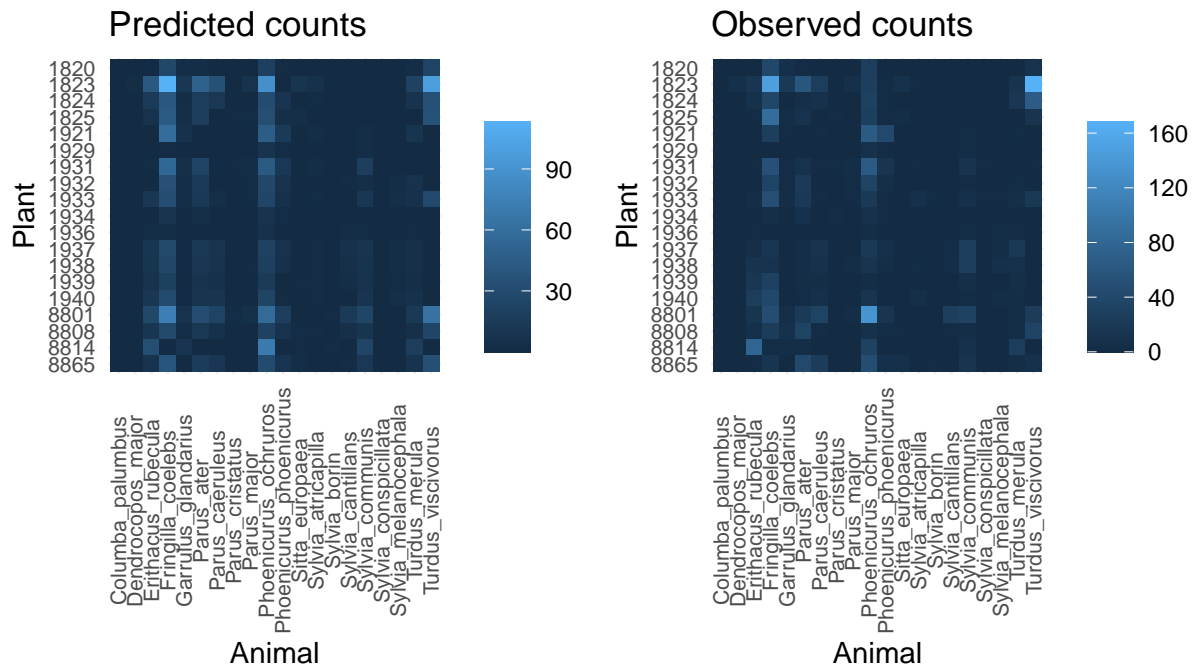 Predicted counts
Plant
1820
1823
1824
1825
1921
1929
1931
1932
1933
1934
1936
1937
1938
1939
1940
8801
8808
8814
8865
Columba_palumbus
Dendrocopos_major
Erithacus_rubecula
Fringilla_coelebs
Garrulus_glandarius
Parus_ater
Parus_caeruleus
Parus_cristatus
Parus_major
Phoenicurus_ochruros
Phoenicurus_phoenicurus
Sitta_europaea
Sylvia_atricapilla
Sylvia_borin
Sylvia_cantillans
Sylvia_communis
Sylvia_conspicillata
Sylvia_melanocephala
Turdus_merula
Turdus_viscivorus
Animal
90
60
30
Observed counts
Plant
1820
1823
1824
1825
1921
1929
1931
1932
1933
1934
1936
1937
1938
1939
1940
8801
8808
8814
8865
Columba_palumbus
Dendrocopos_major
Erithacus_rubecula
Fringilla_coelebs
Garrulus_glandarius
Parus_ater
Parus_caeruleus
Parus_cristatus
Parus_major
Phoenicurus_ochruros
Phoenicurus_phoenicurus
Sitta_europaea
Sylvia_atricapilla
Sylvia_borin
Sylvia_cantillans
Sylvia_communis
Sylvia_conspicillata
Sylvia_melanocephala
Turdus_merula
Turdus_viscivorus
Animal
160
120
80
40
0